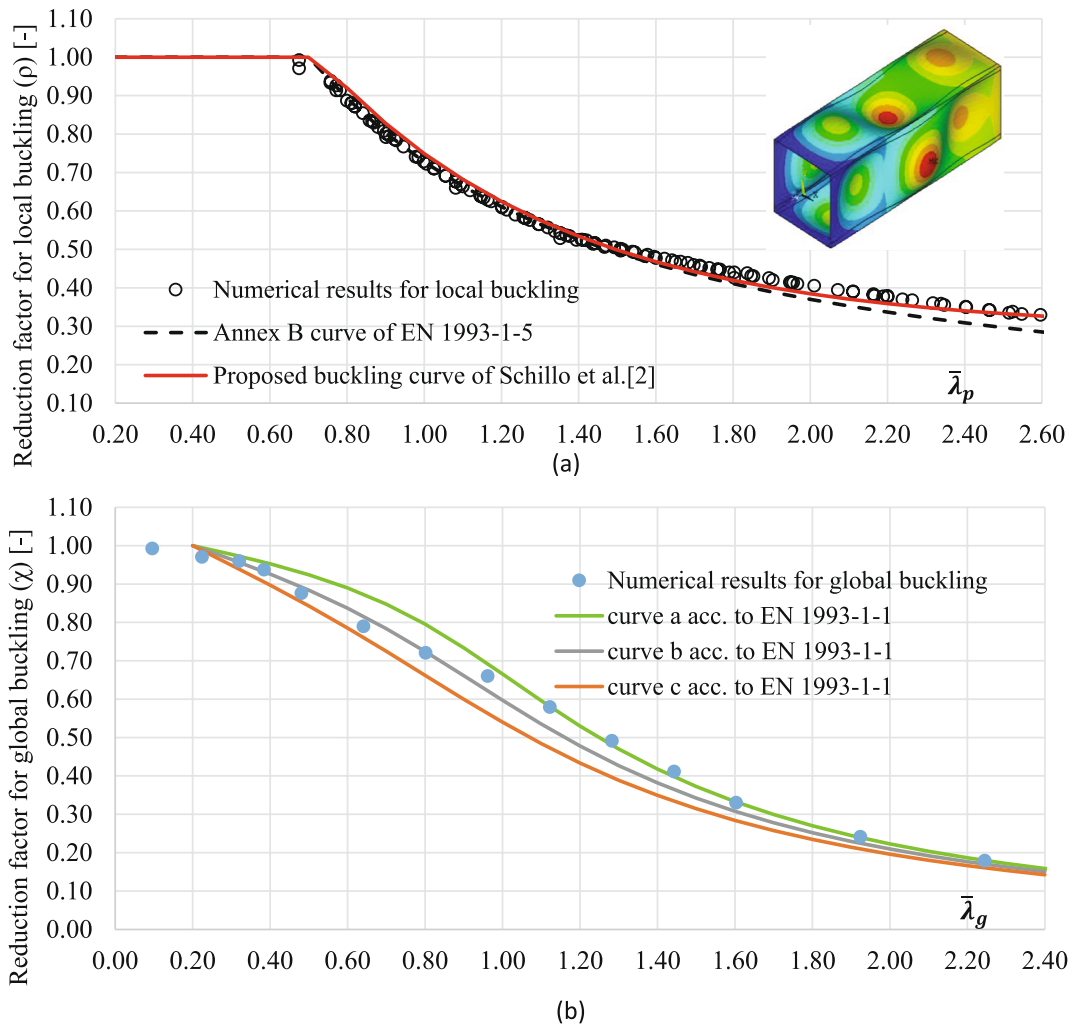 Reduction factor for local buckling (ρ) [-]
1.10
1.00
0.90
0.80
0.70
0.60
0.50
0.40
0.30
0.20
0.10
Numerical results for local buckling
Annex B curve of EN 1993-1-5
Proposed buckling curve of Schillo et al.[2]
λ̄p
0.20 0.40 0.60 0.80 1.00 1.20 1.40 1.60 1.80 2.00 2.20 2.40 2.60
(a)
Reduction factor for global buckling (χ) [-]
1.10
1.00
0.90
0.80
0.70
0.60
0.50
0.40
0.30
0.20
0.10
0.00
Numerical results for global buckling
curve a acc. to EN 1993-1-1
curve b acc. to EN 1993-1-1
curve c acc. to EN 1993-1-1
λ̄g
0.00 0.20 0.40 0.60 0.80 1.00 1.20 1.40 1.60 1.80 2.00 2.20 2.40
(b)